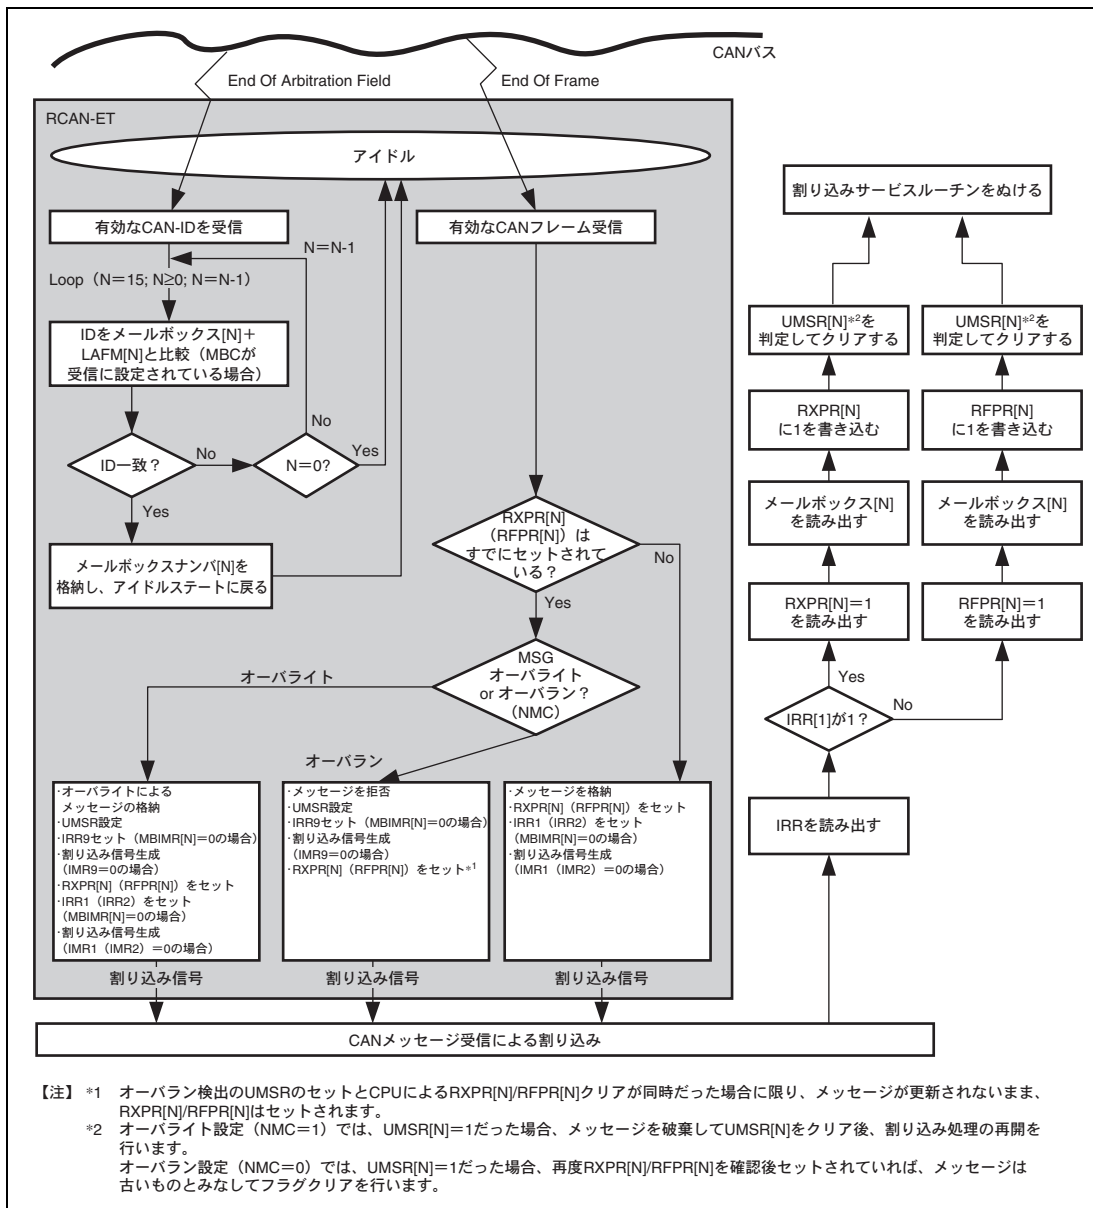 CANバス
End Of Arbitration Field
End Of Frame
RCAN-ET
アイドル
有効なCAN-IDを受信
有効なCANフレーム受信
N＝N-1
Loop（N＝15; N≥0; N＝N-1）
IDをメールボックス[N]＋
LAFM[N]と比較（MBCが
受信に設定されている場合）
No
ID一致？
No
N＝0?
Yes
Yes
メールボックスナンバ[N]を
格納し、アイドルステートに戻る
RXPR[N]
（RFPR[N]）は
すでにセットされて
いる？
No
Yes
MSG
オーバライト
or オーバラン？
（NMC）
オーバライト
オーバラン
・オーバライトによる
メッセージの格納
・UMSR設定
・IRR9セット（MBIMR[N]＝0の場合）
・割り込み信号生成
（IMR9＝0の場合）
・RXPR[N]（RFPR[N]）をセット
・IRR1（IRR2）をセット
（MBIMR[N]＝0の場合）
・割り込み信号生成
（IMR1（IMR2）＝0の場合）
・メッセージを拒否
・UMSR設定
・IRR9セット（MBIMR[N]＝0の場合）
・割り込み信号生成
（IMR9＝0の場合）
・RXPR[N]（RFPR[N]）をセット*1
・メッセージを格納
・RXPR[N]（RFPR[N]）をセット
・IRR1（IRR2）をセット
（MBIMR[N]＝0の場合）
・割り込み信号生成
（IMR1（IMR2）＝0の場合）
割り込み信号
割り込み信号
割り込み信号
CANメッセージ受信による割り込み
割り込みサービスルーチンをぬける
UMSR[N]*2を
判定してクリアする
UMSR[N]*2を
判定してクリアする
RXPR[N]
に1を書き込む
RFPR[N]
に1を書き込む
メールボックス[N]
を読み出す
メールボックス[N]
を読み出す
RXPR[N]＝1
を読み出す
RFPR[N]＝1
を読み出す
Yes
No
IRR[1]が1？
IRRを読み出す
【注】 *1 オーバラン検出のUMSRのセットとCPUによるRXPR[N]/RFPR[N]クリアが同時だった場合に限り、メッセージが更新されないまま、
RXPR[N]/RFPR[N]はセットされます。
*2 オーバライト設定（NMC＝1）では、UMSR[N]＝1だった場合、メッセージを破棄してUMSR[N]をクリア後、割り込み処理の再開を
行います。
オーバラン設定（NMC＝0）では、UMSR[N]＝1だった場合、再度RXPR[N]/RFPR[N]を確認後セットされていれば、メッセージは
古いものとみなしてフラグクリアを行います。